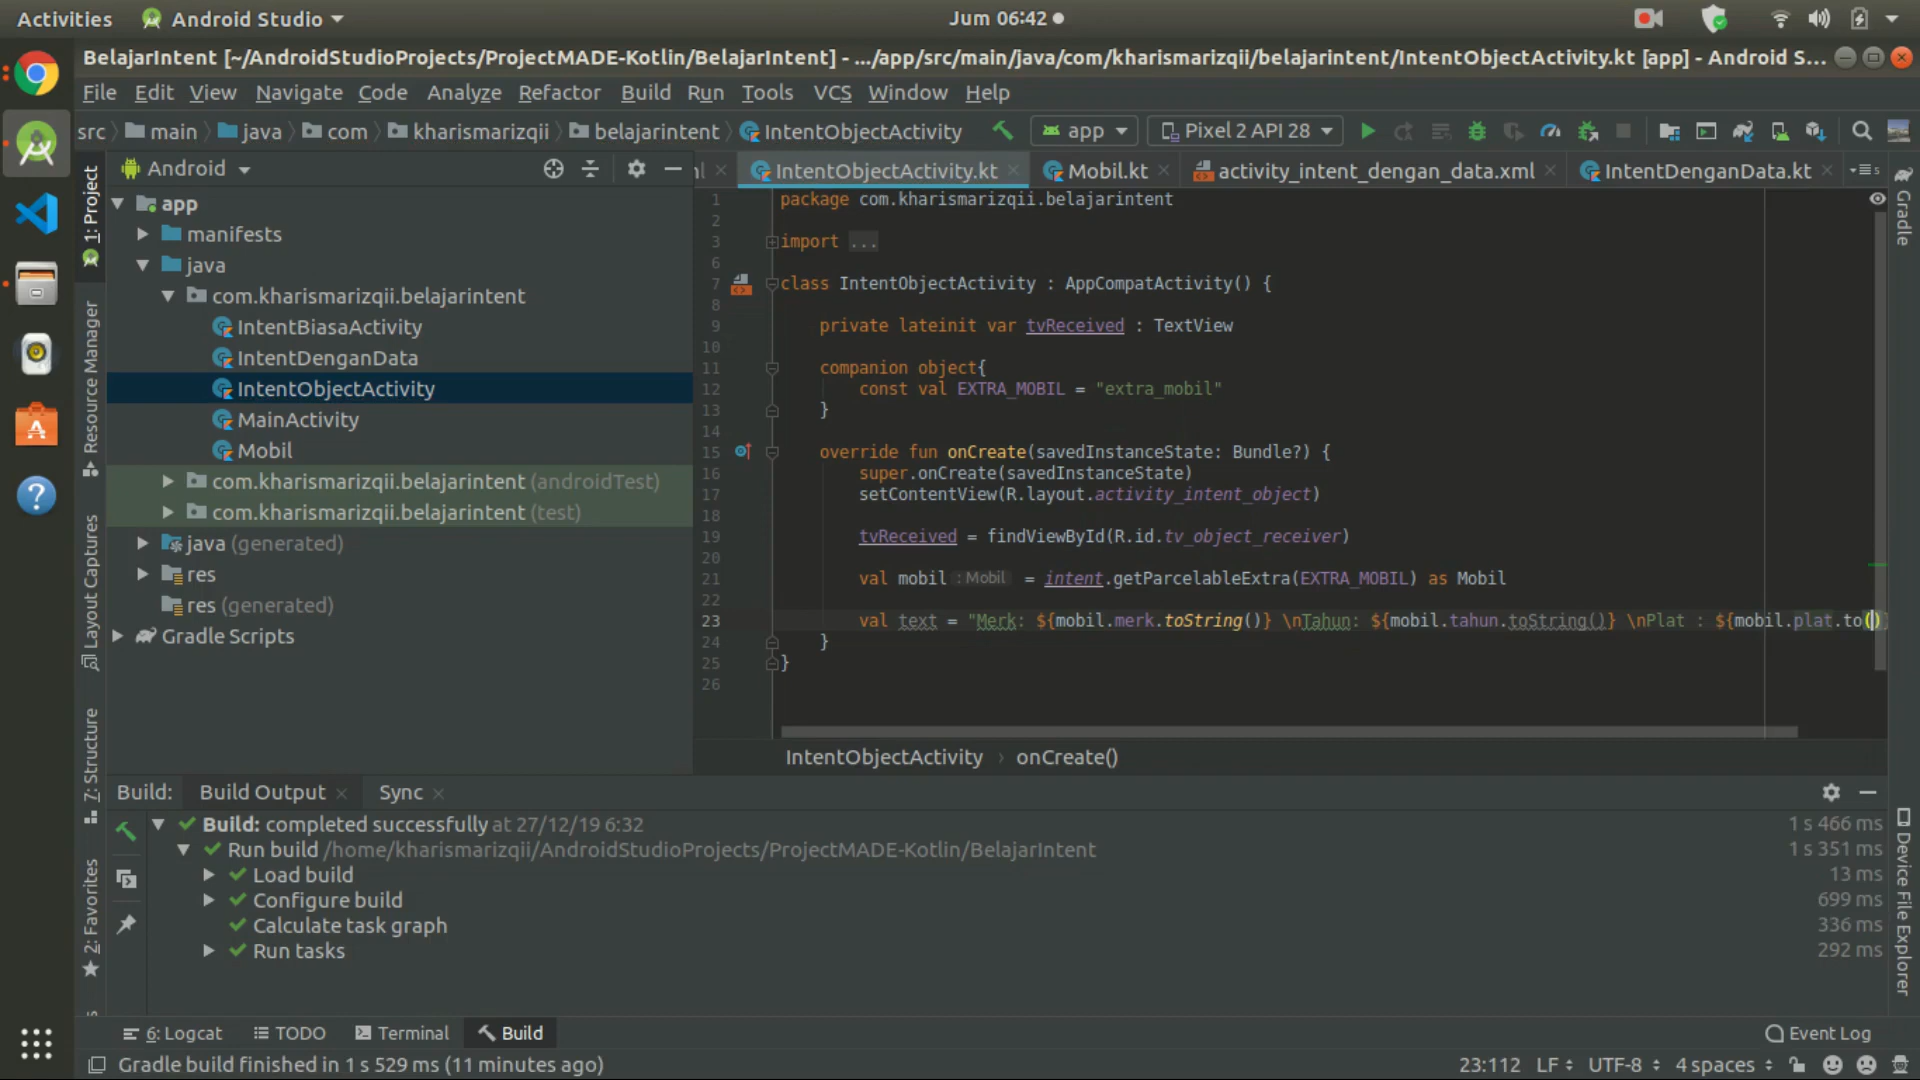 Activities Android Studio Jum 06:42
BelajarIntent [~/AndroidStudioProjects/ProjectMADE-Kotlin/BelajarIntent] - .../app/src/main/java/com/kharismarizqii/belajarintent/IntentObjectActivity.kt [app] - Android S...
File Edit View Navigate Code Analyze Refactor Build Run Tools VCS Window Help
src main java com kharismarizqii belajarintent IntentObjectActivity app Pixel 2 API 28
Android
IntentObjectActivity.kt Mobil.kt activity_intent_dengan_data.xml IntentDenganData.kt
app
manifests
java
com.kharismarizqii.belajarintent
IntentBiasaActivity
IntentDenganData
IntentObjectActivity
MainActivity
Mobil
com.kharismarizqii.belajarintent (androidTest)
com.kharismarizqii.belajarintent (test)
java (generated)
res
res (generated)
Gradle Scripts
1: Project
Resource Manager
Layout Captures
7: Structure
2: Favorites
1 package com.kharismarizqii.belajarintent
2
3 import ...
6
7 class IntentObjectActivity : AppCompatActivity() {
8
9 private lateinit var tvReceived : TextView
10
11 companion object{
12 const val EXTRA_MOBIL = "extra_mobil"
13 }
14
15 override fun onCreate(savedInstanceState: Bundle?) {
16 super.onCreate(savedInstanceState)
17 setContentView(R.layout.activity_intent_object)
18
19 tvReceived = findViewById(R.id.tv_object_receiver)
20
21 val mobil : Mobil = intent.getParcelableExtra(EXTRA_MOBIL) as Mobil
22
23 val text = "Merk: ${mobil.merk.toString()} \nTahun: ${mobil.tahun.toString()} \nPlat : ${mobil.plat.to()
24 }
25 }
26
IntentObjectActivity › onCreate()
Gradle
Device File Explorer
Build: Build Output Sync
Build: completed successfully at 27/12/19 6:32 1 s 466 ms
Run build /home/kharismarizqii/AndroidStudioProjects/ProjectMADE-Kotlin/BelajarIntent 1 s 351 ms
Load build 13 ms
Configure build 699 ms
Calculate task graph 336 ms
Run tasks 292 ms
6: Logcat TODO Terminal Build Event Log
Gradle build finished in 1 s 529 ms (11 minutes ago) 23:112 LF UTF-8 4 spaces